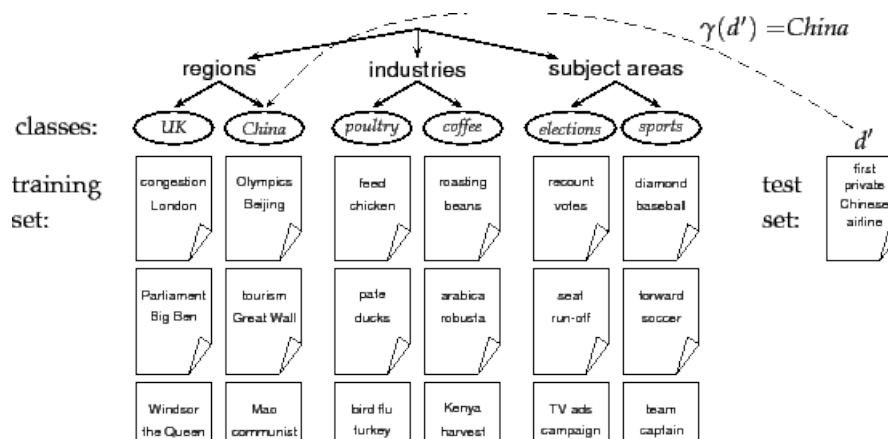 γ(d′) =China
regions industries subject areas
classes: UK China poultry coffee elections sports
d′
training set:
congestion London
Olympics Beijing
feed chicken
roasting beans
recount votes
diamond baseball
test set:
first private Chinese airline
Parliament Big Ben
tourism Great Wall
pate ducks
arabica robusta
seat run-off
forward soccer
Windsor the Queen
Mao communist
bird flu turkey
Kenya harvest
TV ads campaign
team captain